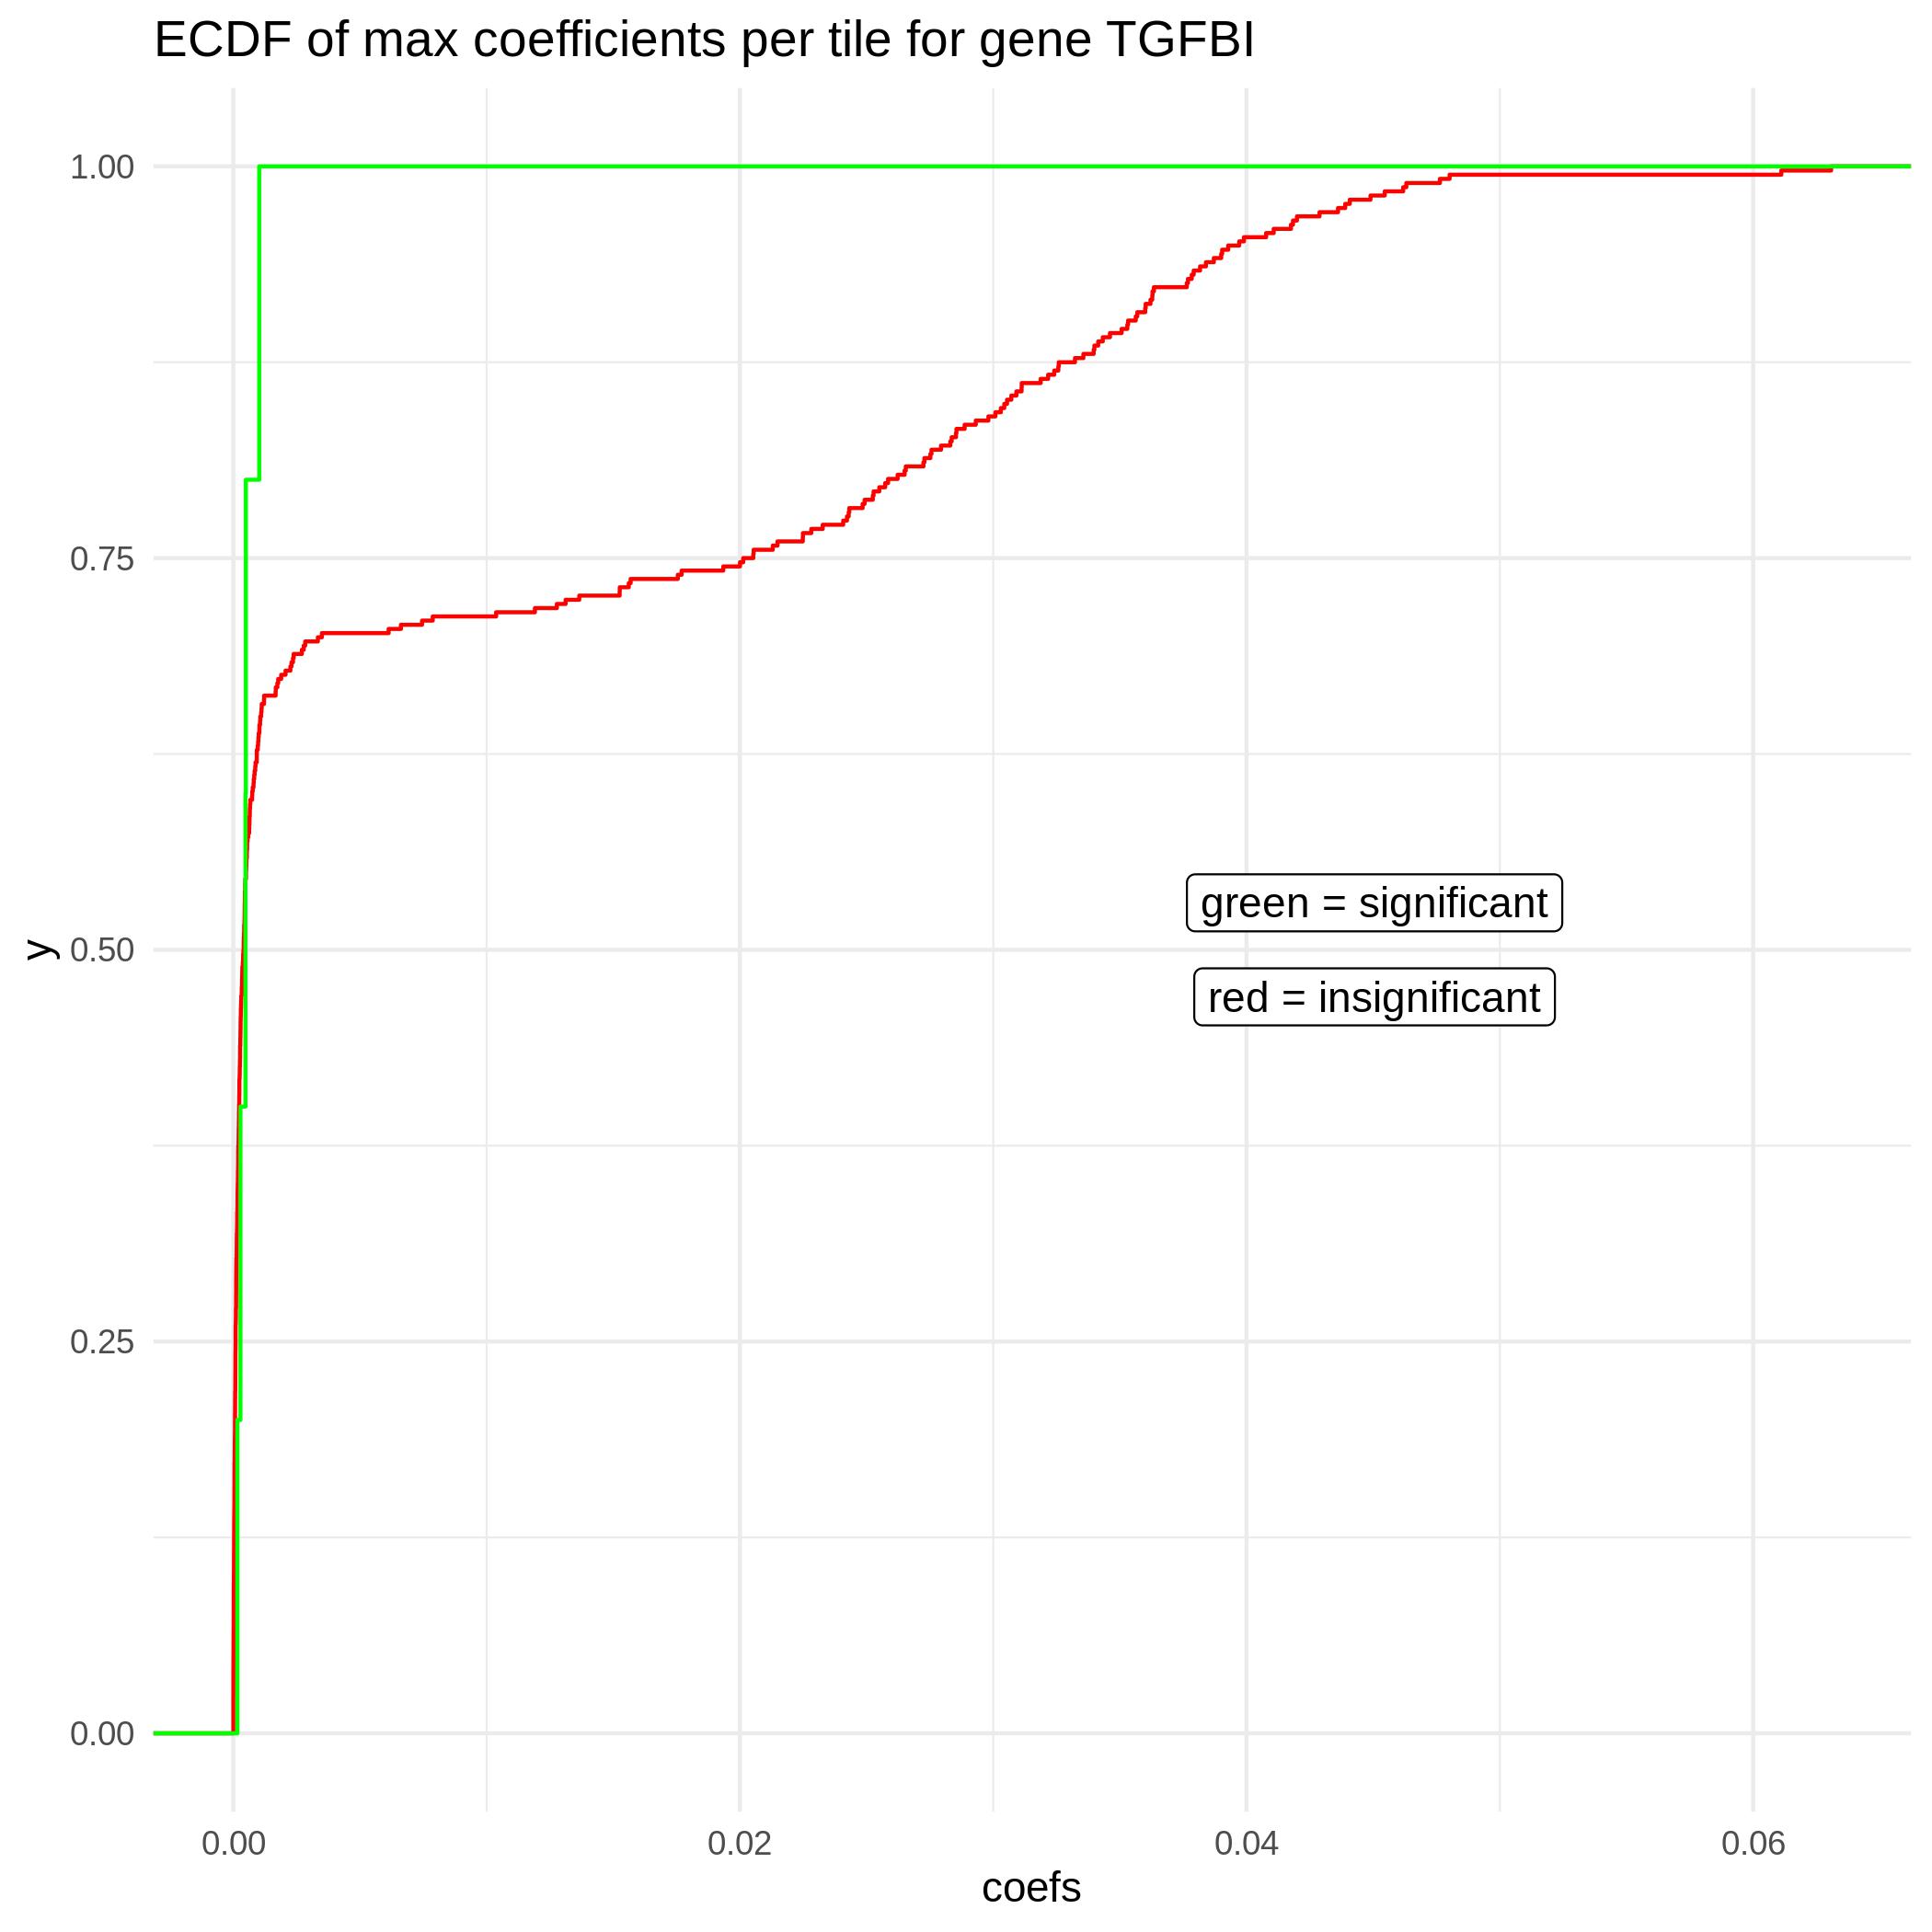 ECDF of max coefficients per tile for gene TGFBI
1.00
0.75
0.50
0.25
0.00
y
green = significant
red = insignificant
0.00 0.02 0.04 0.06
coefs